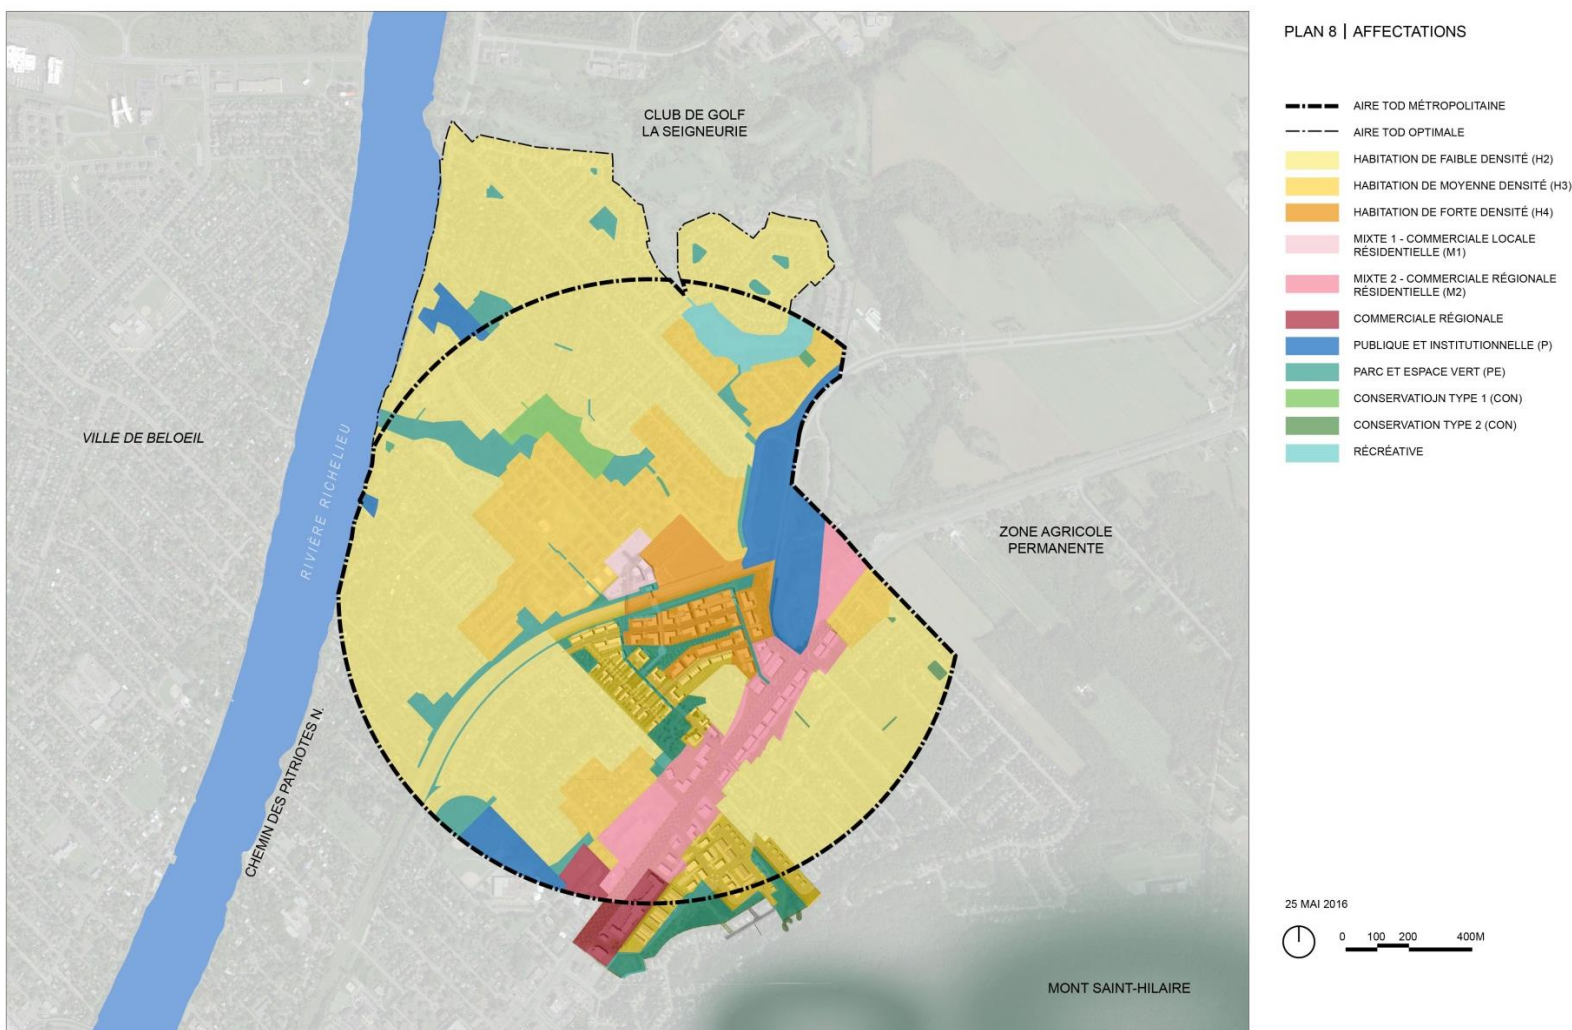 PLAN 8 | AFFECTATIONS
CLUB DE GOLF
LA SEIGNEURIE
VILLE DE BELOEIL
RIVIÈRE RICHELIEU
ZONE AGRICOLE
PERMANENTE
CHEMIN DES PATRIOTES N.
MONT SAINT-HILAIRE
AIRE TOD MÉTROPOLITAINE
AIRE TOD OPTIMALE
HABITATION DE FAIBLE DENSITÉ (H2)
HABITATION DE MOYENNE DENSITÉ (H3)
HABITATION DE FORTE DENSITÉ (H4)
MIXTE 1 - COMMERCIALE LOCALE
RÉSIDENTIELLE (M1)
MIXTE 2 - COMMERCIALE RÉGIONALE
RÉSIDENTIELLE (M2)
COMMERCIALE RÉGIONALE
PUBLIQUE ET INSTITUTIONNELLE (P)
PARC ET ESPACE VERT (PE)
CONSERVATIOJN TYPE 1 (CON)
CONSERVATION TYPE 2 (CON)
RÉCRÉATIVE
25 MAI 2016
0 100 200 400M